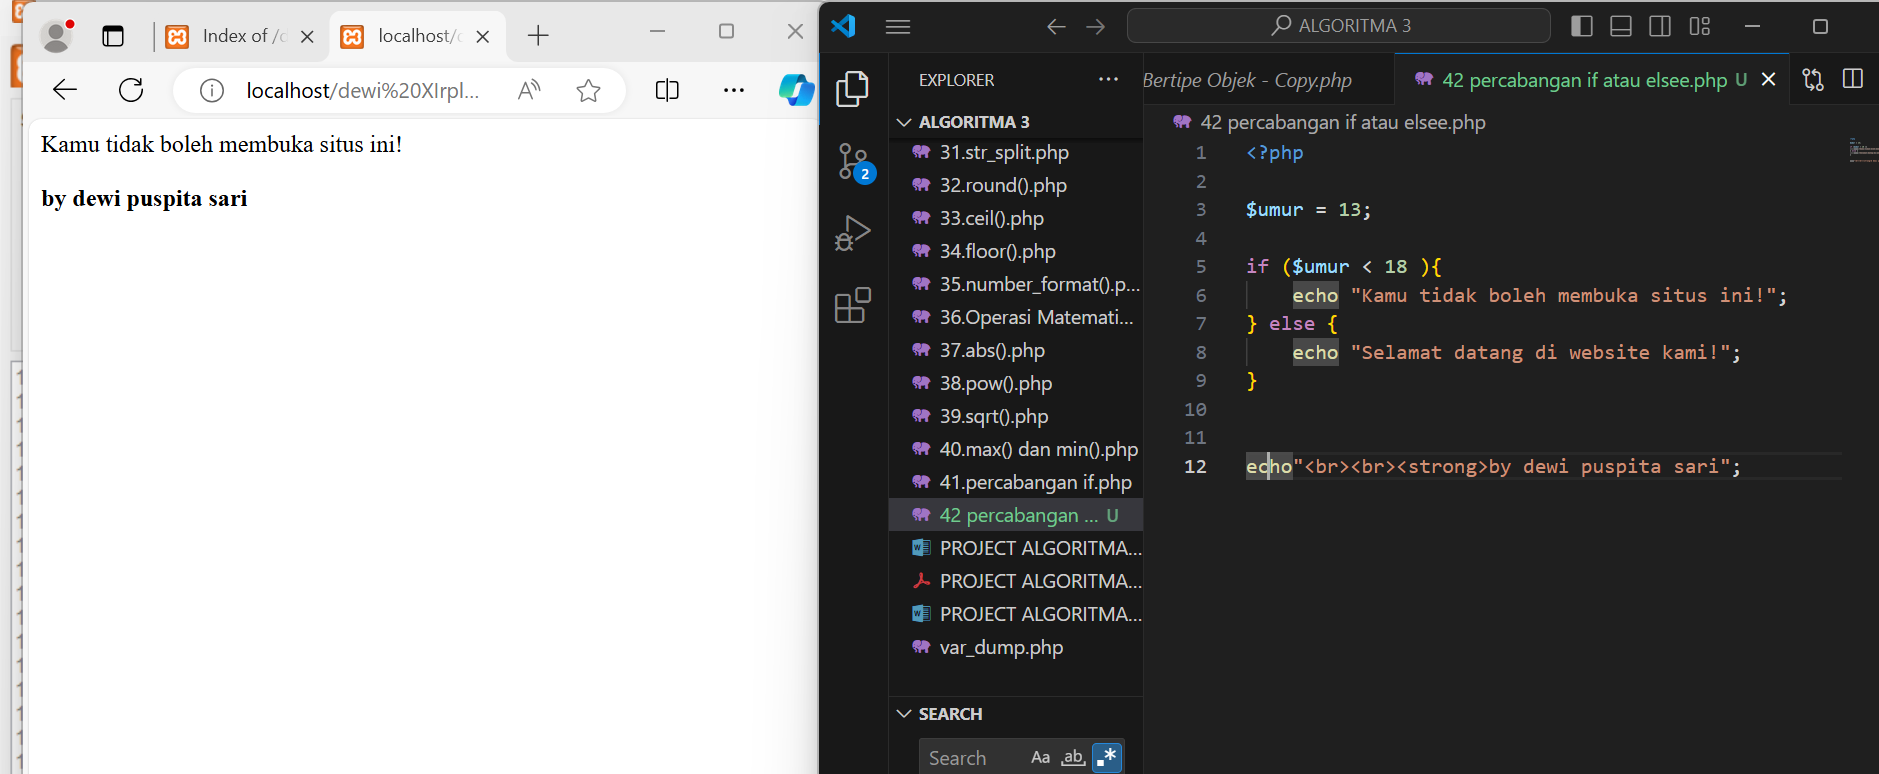 Index of /d
localhost/d
localhost/dewi%20XIrpl...
Kamu tidak boleh membuka situs ini!
by dewi puspita sari
ALGORITMA 3
2
EXPLORER
ALGORITMA 3
31.str_split.php
32.round().php
33.ceil().php
34.floor().php
35.number_format().p...
36.Operasi Matemati...
37.abs().php
38.pow().php
39.sqrt().php
40.max() dan min().php
41.percabangan if.php
42 percabangan ... U
PROJECT ALGORITMA...
PROJECT ALGORITMA...
PROJECT ALGORITMA...
var_dump.php
SEARCH
Search Aa ab .*
Bertipe Objek - Copy.php
42 percabangan if atau elsee.php U
42 percabangan if atau elsee.php
1 <?php
2
3 $umur = 13;
4
5 if ($umur < 18 ){
6 echo "Kamu tidak boleh membuka situs ini!";
7 } else {
8 echo "Selamat datang di website kami!";
9 }
10
11
12 echo"<br><br><strong>by dewi puspita sari";